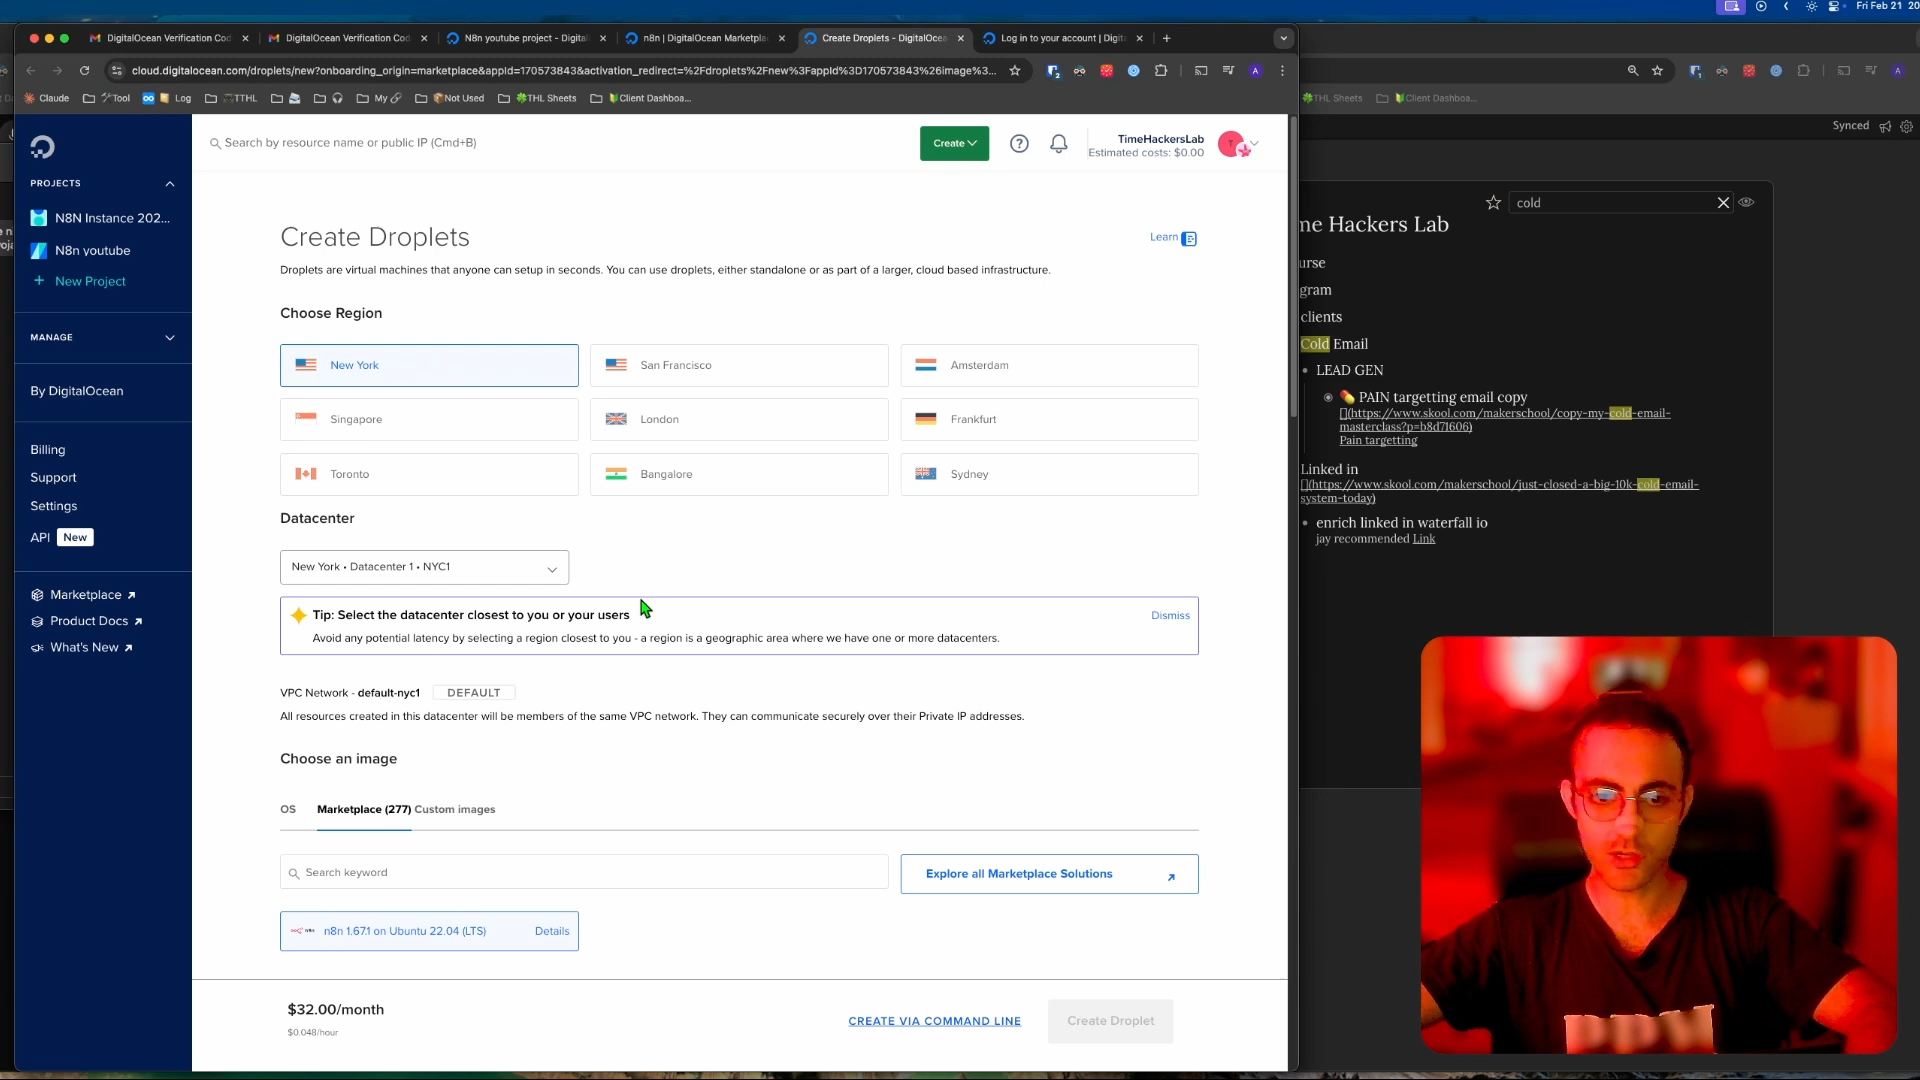 Fri Feb 21 20
DigitalOcean Verification Cod
DigitalOcean Verification Cod
N8n youtube project - Digital
n8n | DigitalOcean Marketpla
Create Droplets - DigitalOcea
Log in to your account | Digit
cloud.digitalocean.com/droplets/new?onboarding_origin=marketplace&appId=170573843&activation_redirect=%2Fdroplets%2Fnew%3FappId%3D170573843%26image%3...
Claude
Tool
Log
TTHL
My
Not Used
THL Sheets
Client Dashboa...
THL Sheets
Client Dashboa...
Synced
PROJECTS
N8N Instance 202...
N8n youtube
+ New Project
MANAGE
By DigitalOcean
Billing
Support
Settings
API New
Marketplace
Product Docs
What's New
Search by resource name or public IP (Cmd+B)
Create
TimeHackersLab
Estimated costs: $0.00
Create Droplets
Learn
Droplets are virtual machines that anyone can setup in seconds. You can use droplets, either standalone or as part of a larger, cloud based infrastructure.
Choose Region
New York
San Francisco
Amsterdam
Singapore
London
Frankfurt
Toronto
Bangalore
Sydney
Datacenter
New York • Datacenter 1 • NYC1
Tip: Select the datacenter closest to you or your users
Dismiss
Avoid any potential latency by selecting a region closest to you - a region is a geographic area where we have one or more datacenters.
VPC Network - default-nyc1 DEFAULT
All resources created in this datacenter will be members of the same VPC network. They can communicate securely over their Private IP addresses.
Choose an image
OS
Marketplace (277)
Custom images
Search keyword
Explore all Marketplace Solutions
n8n 1.67.1 on Ubuntu 22.04 (LTS)
Details
$32.00/month
$0.048/hour
CREATE VIA COMMAND LINE
Create Droplet
cold
me Hackers Lab
urse
gram
clients
Cold Email
• LEAD GEN
PAIN targetting email copy
[](https://www.skool.com/makerschool/copy-my-cold-email-
masterclass?p=b8d71606)
Pain targetting
Linked in
[](https://www.skool.com/makerschool/just-closed-a-big-10k-cold-email-
system-today)
• enrich linked in waterfall io
jay recommended Link